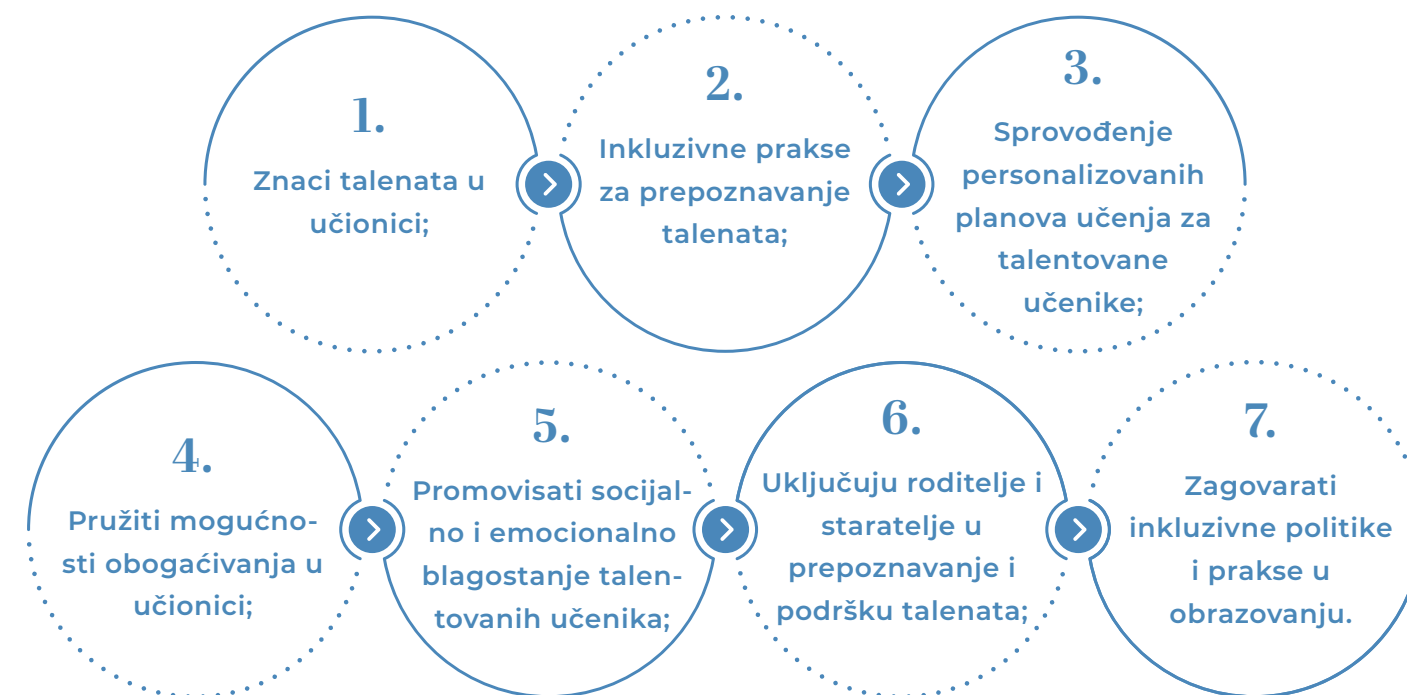 1.
Znaci talenata u
učionici;
2.
Inkluzivne prakse
za prepoznavanje
talenata;
3.
Sprovođenje
personalizovanih
planova učenja za
talentovane
učenike;
4.
Pružiti mogućno-
sti obogaćivanja u
učionici;
5.
Promovisati socijal-
no i emocionalno
blagostanje talen-
tovanih učenika;
6.
Uključuju roditelje i
staratelje u
prepoznavanje i
podršku talenata;
7.
Zagovarati
inkluzivne politike
i prakse u
obrazovanju.